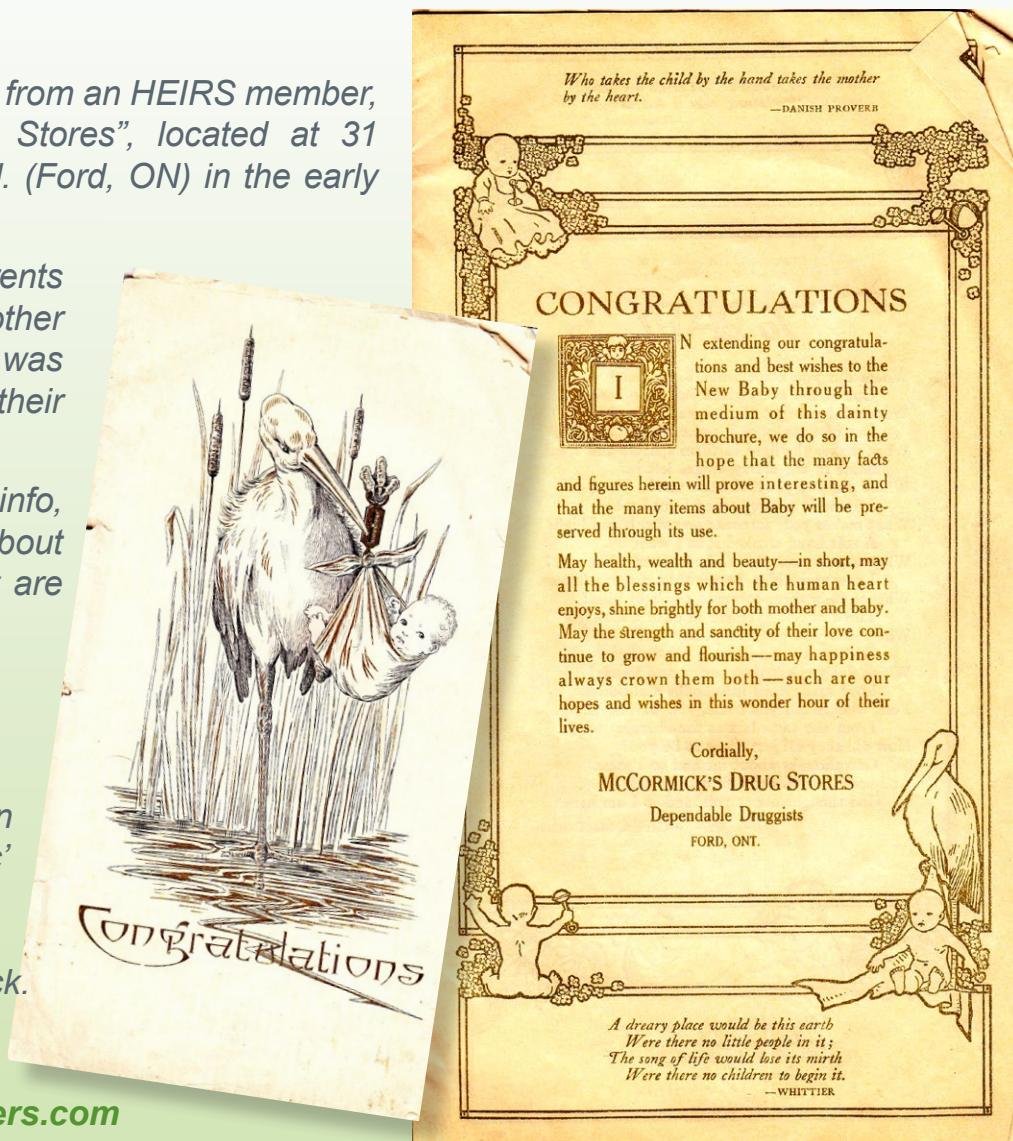 from an HEIRS member,
Stores”, located at 31
(Ford, ON) in the early
other
was
their
info,
are
ers.com
Congratulations
Who takes the child by the hand takes the mother
by the heart.
—DANISH PROVERB
CONGRATULATIONS
IN extending our congratula-
tions and best wishes to the
New Baby through the
medium of this dainty
brochure, we do so in the
hope that the many facts
and figures herein will prove interesting, and
that the many items about Baby will be pre-
served through its use.
May health, wealth and beauty—in short, may
all the blessings which the human heart
enjoys, shine brightly for both mother and baby.
May the strength and sanctity of their love con-
tinue to grow and flourish—may happiness
always crown them both—such are our
hopes and wishes in this wonder hour of their
lives.
Cordially,
MCCORMICK'S DRUG STORES
Dependable Druggists
FORD, ONT.
A dreary place would be this earth
Were there no little people in it;
The song of life would lose its mirth
Were there no children to begin it.
—WHITTIER